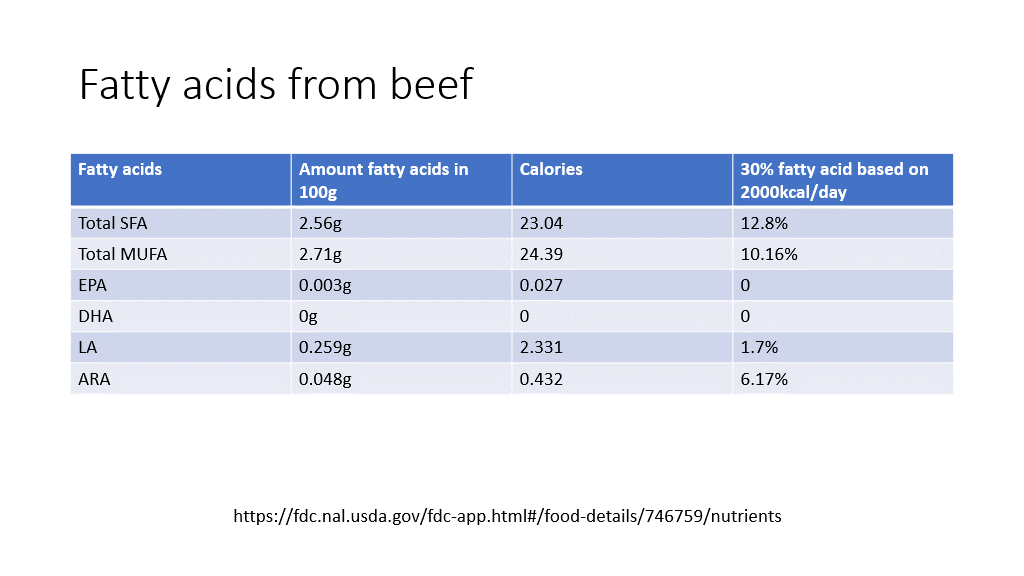 Fatty acids from beef
Fatty acids
Amount fatty acids in
100g
Calories
30% fatty acid based on
2000kcal/day
Total SFA 2.56g 23.04 12.8%
Total MUFA 2.71g 24.39 10.16%
EPA 0.003g 0.027 0
DHA 0g 0 0
LA 0.259g 2.331 1.7%
ARA 0.048g 0.432 6.17%
https://fdc.nal.usda.gov/fdc-app.html#/food-details/746759/nutrients